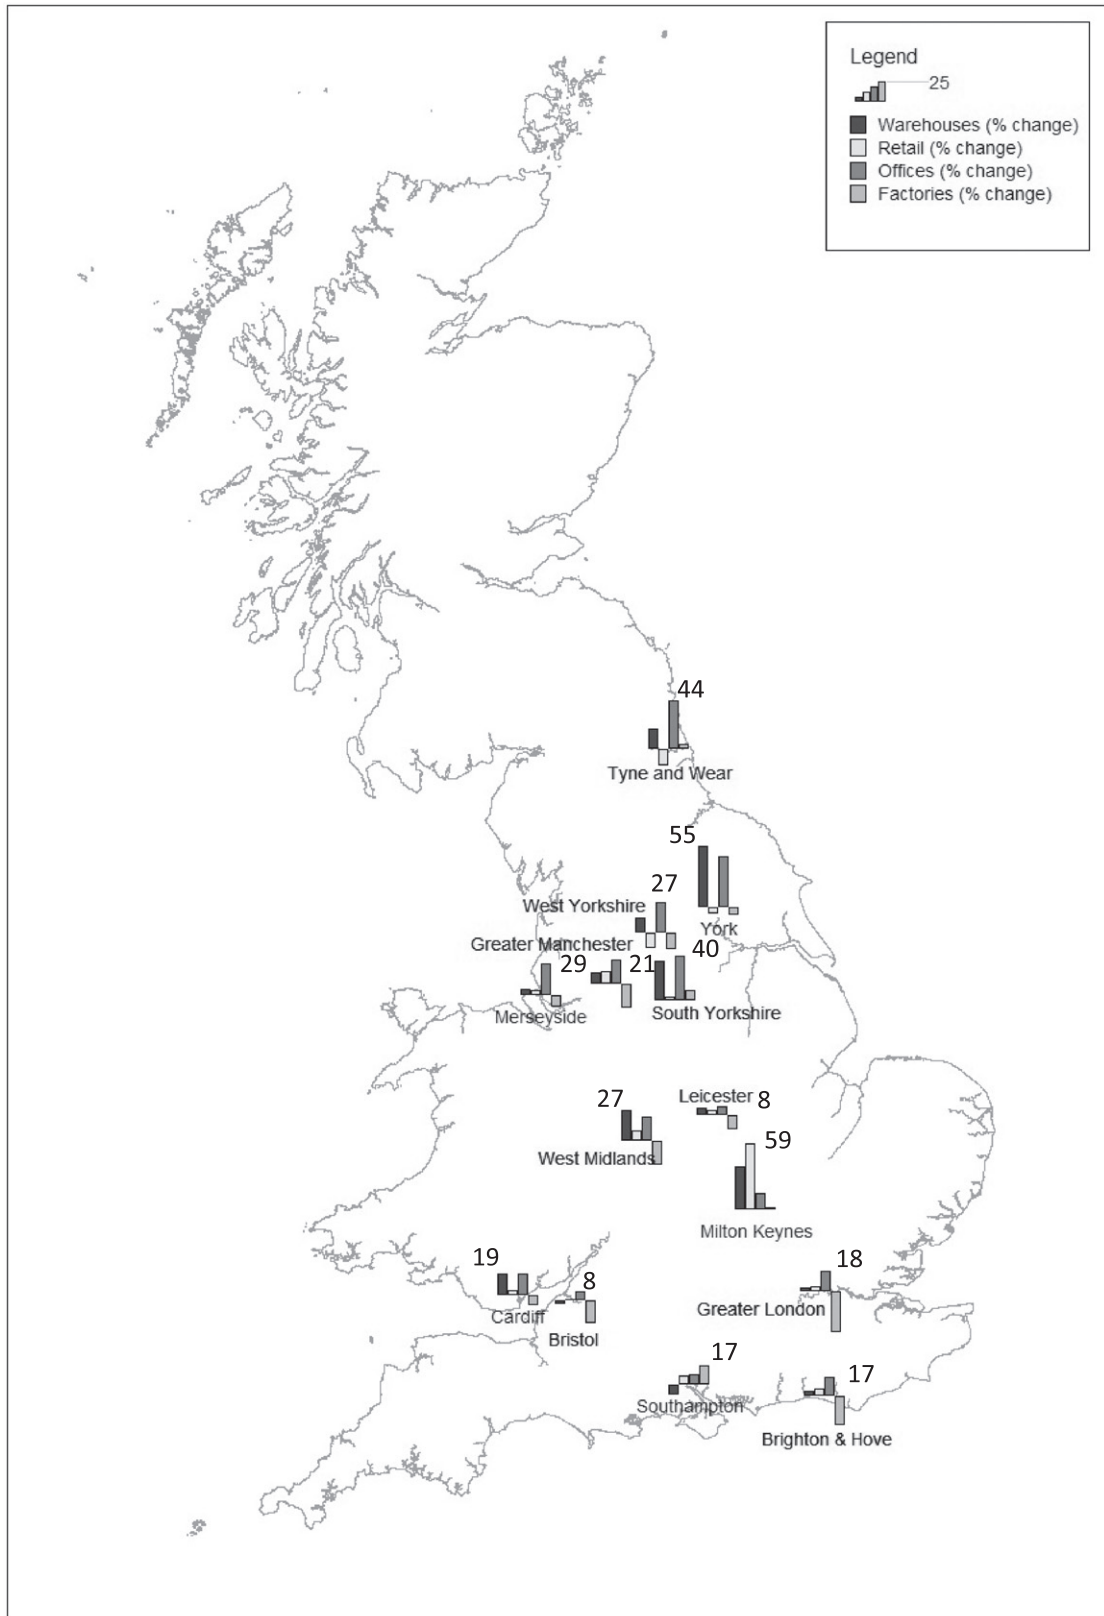 Legend
25
Warehouses (% change)
Retail (% change)
Offices (% change)
Factories (% change)
44
Tyne and Wear
55
27
West Yorkshire
York
Greater Manchester
40
29
21
Merseyside
South Yorkshire
Leicester 8
27
59
West Midlands
Milton Keynes
19
18
8
Cardiff
Greater London
Bristol
17
17
Southampton
Brighton & Hove